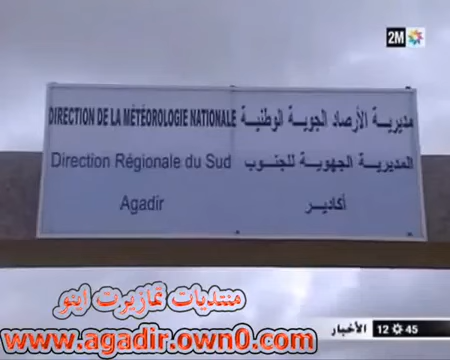 2M
DIRECTION DE LA MÉTÉOROLOGIE NATIONALE مديرية الأرصاد الجوية الوطنية
Direction Régionale du Sud المديرية الجهوية للجنوب
Agadir أكادير
منتديات تمازيرت اينو
الأخبار 12 45
www.agadir.own0.com